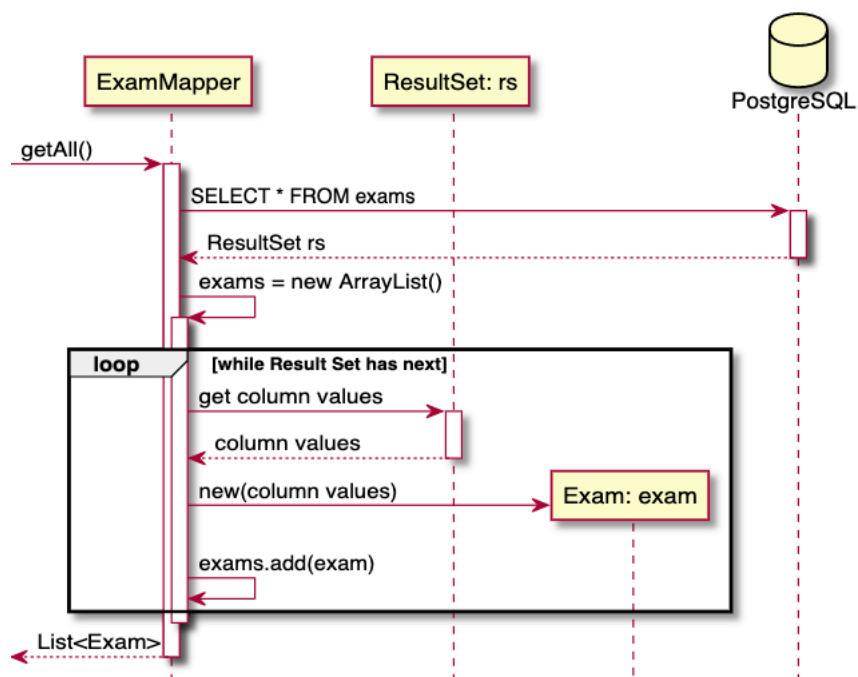 ExamMapper
ResultSet: rs
PostgreSQL
getAll()
SELECT * FROM exams
ResultSet rs
exams = new ArrayList()
loop
[while Result Set has next]
get column values
column values
new(column values)
Exam: exam
exams.add(exam)
List<Exam>